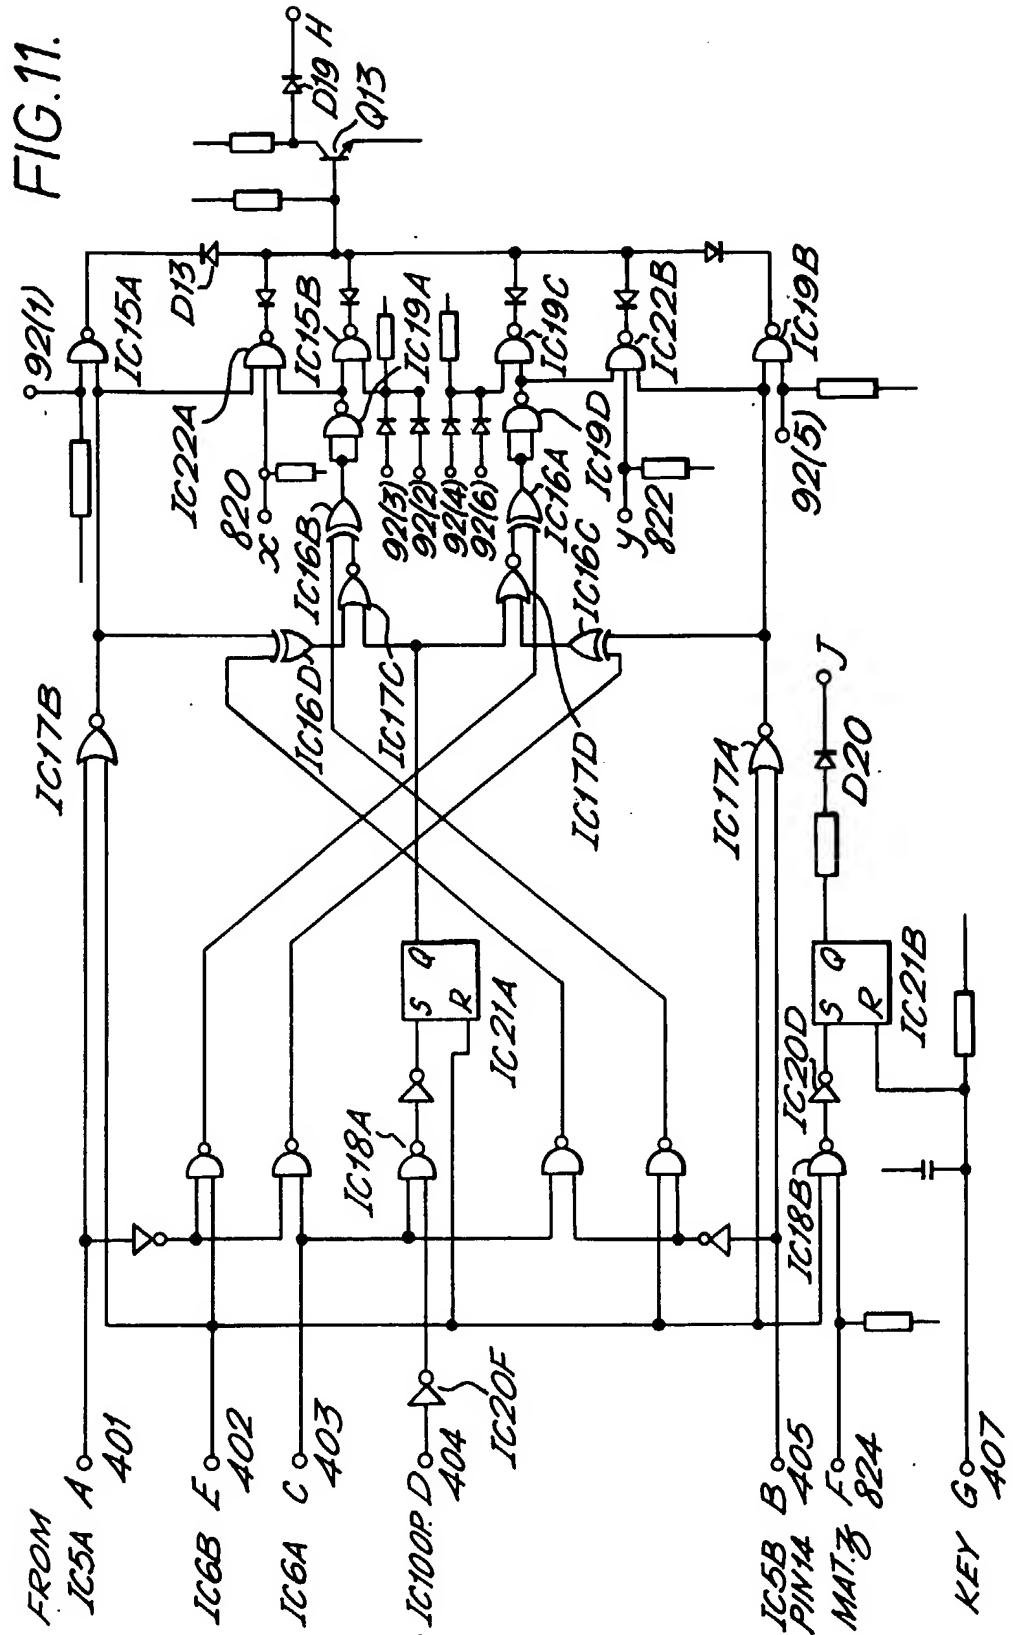 FIG.11.
FROM
IC5A A
401
IC6B E
402
IC6A C
403
IC10OP. D
404
IC5B B
PIN14 405
MAT.Z F
824
KEY G
407
IC20F
IC18A
S Q
R
IC21A
IC18B
IC20D
S Q
R
IC21B
D20
J
IC17B
IC17A
IC16D
IC17C
IC17D
IC16C
IC16B
IC16A
820
x
y
822
IC22A
92(1)
IC15A
IC15B
IC19A
92(3)
92(2)
92(4)
92(6)
IC19D
IC19C
IC22B
IC19B
92(5)
D13
D19
H
Q13